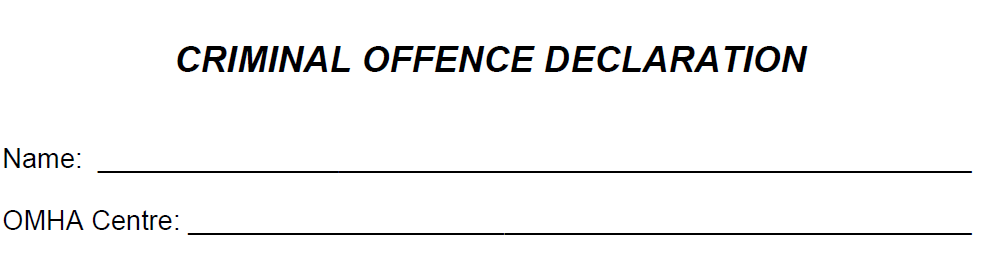 CRIMINAL OFFENCE DECLARATION
Name:
OMHA Centre: